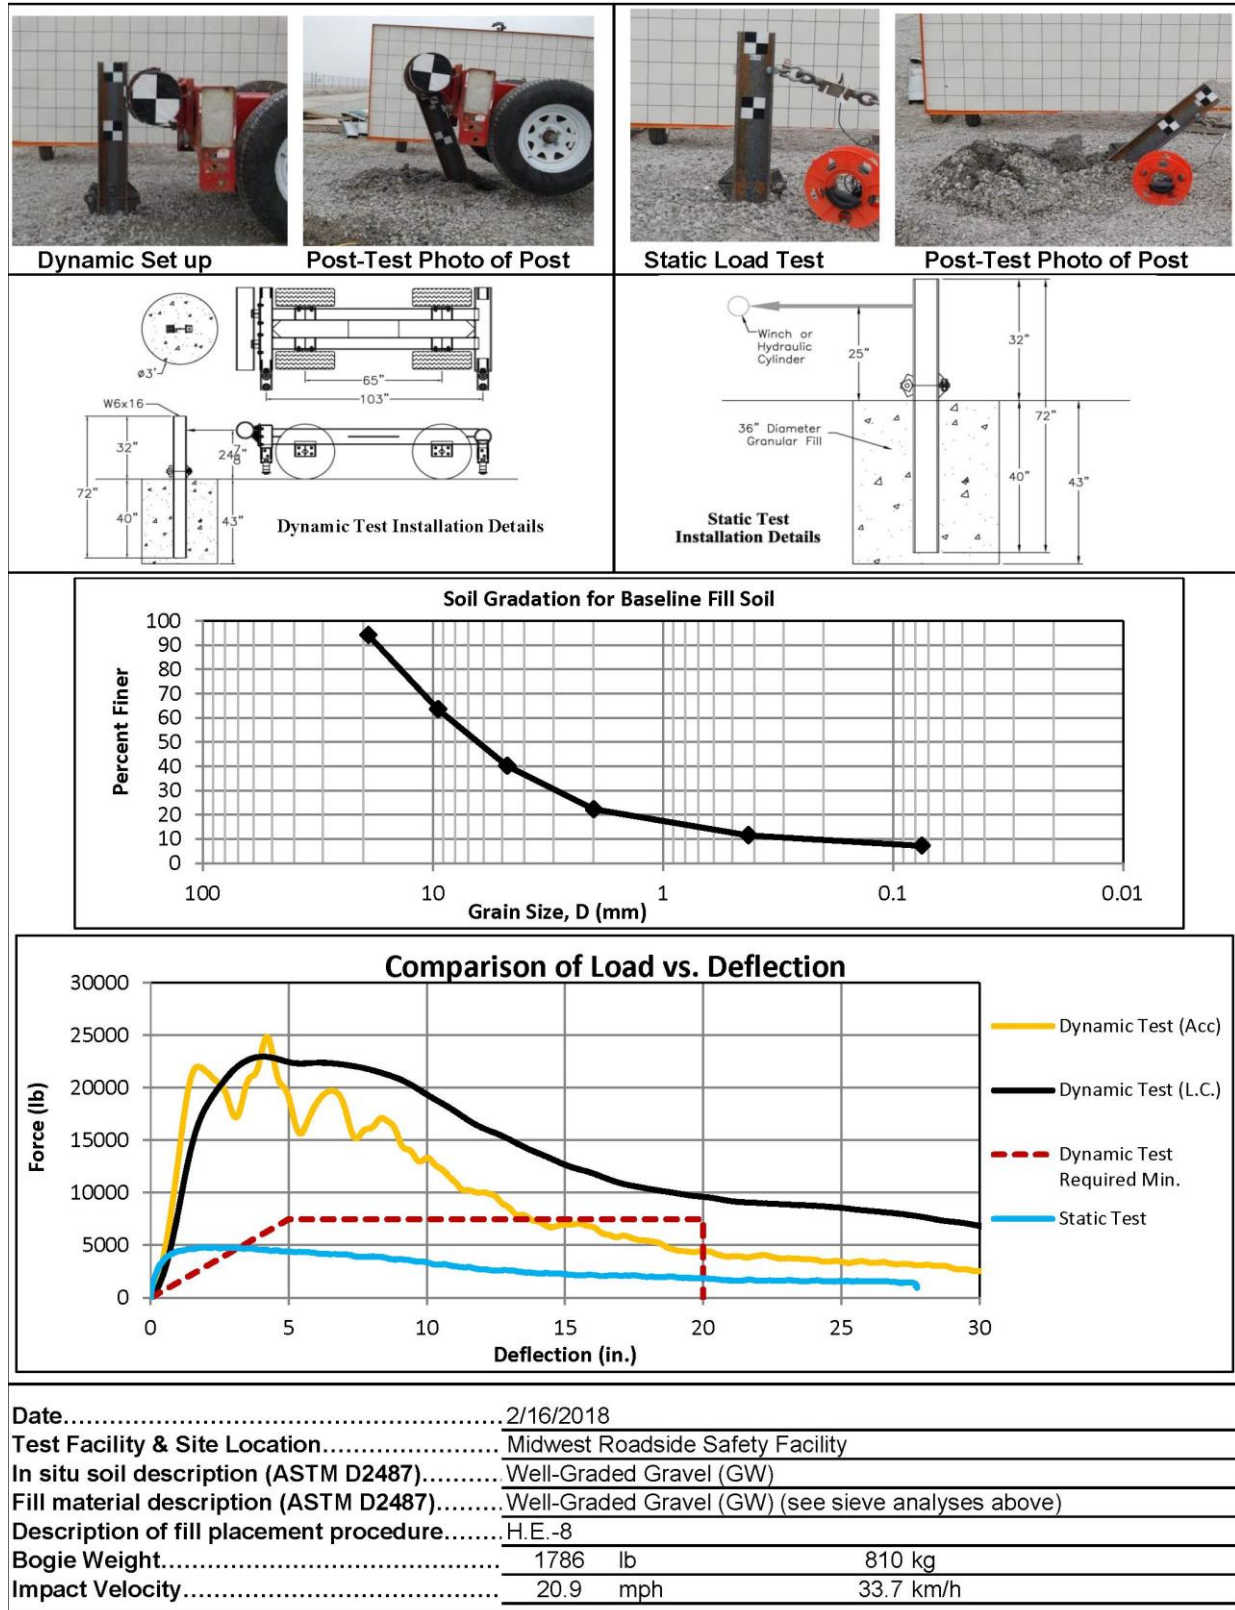 Dynamic Set up
Post-Test Photo of Post
Static Load Test
Post-Test Photo of Post
ø3'
65"
103"
W6x16
32"
24 7/8"
72"
40"
43"
Dynamic Test Installation Details
Winch or
Hydraulic
Cylinder
25"
32"
36" Diameter
Granular Fill
72"
40"
43"
Static Test
Installation Details
Soil Gradation for Baseline Fill Soil
Percent Finer
100
90
80
70
60
50
40
30
20
10
0
100 10 1 0.1 0.01
Grain Size, D (mm)
Comparison of Load vs. Deflection
Force (lb)
30000
25000
20000
15000
10000
5000
0
0 5 10 15 20 25 30
Deflection (in.)
Dynamic Test (Acc)
Dynamic Test (L.C.)
Dynamic Test
Required Min.
Static Test
Date.................................................. 2/16/2018
Test Facility & Site Location....................... Midwest Roadside Safety Facility
In situ soil description (ASTM D2487).......... Well-Graded Gravel (GW)
Fill material description (ASTM D2487)........ Well-Graded Gravel (GW) (see sieve analyses above)
Description of fill placement procedure....... H.E.-8
Bogie Weight....................................... 1786 lb 810 kg
Impact Velocity.................................... 20.9 mph 33.7 km/h